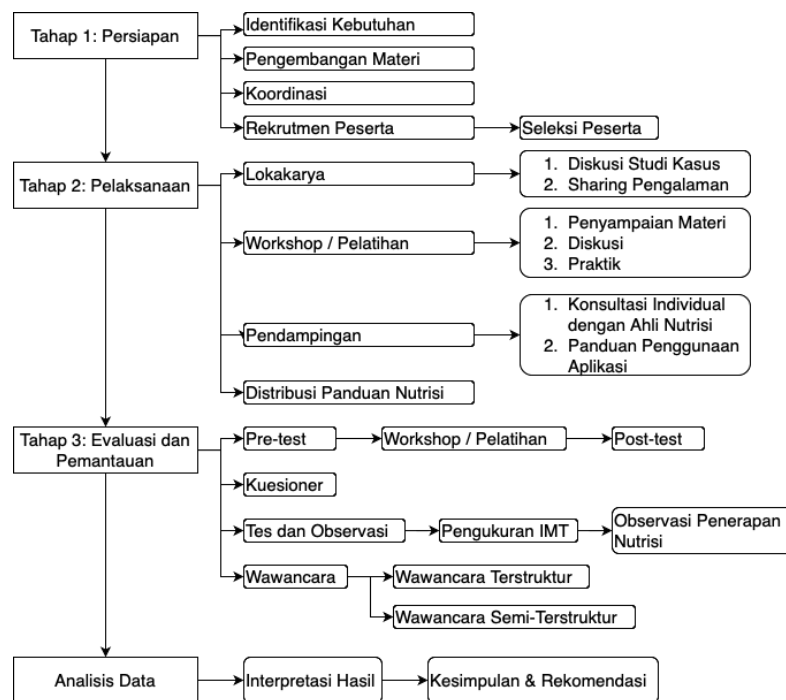 Tahap 1: Persiapan
Identifikasi Kebutuhan
Pengembangan Materi
Koordinasi
Rekrutmen Peserta
Seleksi Peserta
Tahap 2: Pelaksanaan
Lokakarya
1. Diskusi Studi Kasus
2. Sharing Pengalaman
Workshop / Pelatihan
1. Penyampaian Materi
2. Diskusi
3. Praktik
Pendampingan
1. Konsultasi Individual
dengan Ahli Nutrisi
2. Panduan Penggunaan
Aplikasi
Distribusi Panduan Nutrisi
Tahap 3: Evaluasi dan
Pemantauan
Pre-test
Workshop / Pelatihan
Post-test
Kuesioner
Tes dan Observasi
Pengukuran IMT
Observasi Penerapan
Nutrisi
Wawancara
Wawancara Terstruktur
Wawancara Semi-Terstruktur
Analisis Data
Interpretasi Hasil
Kesimpulan & Rekomendasi